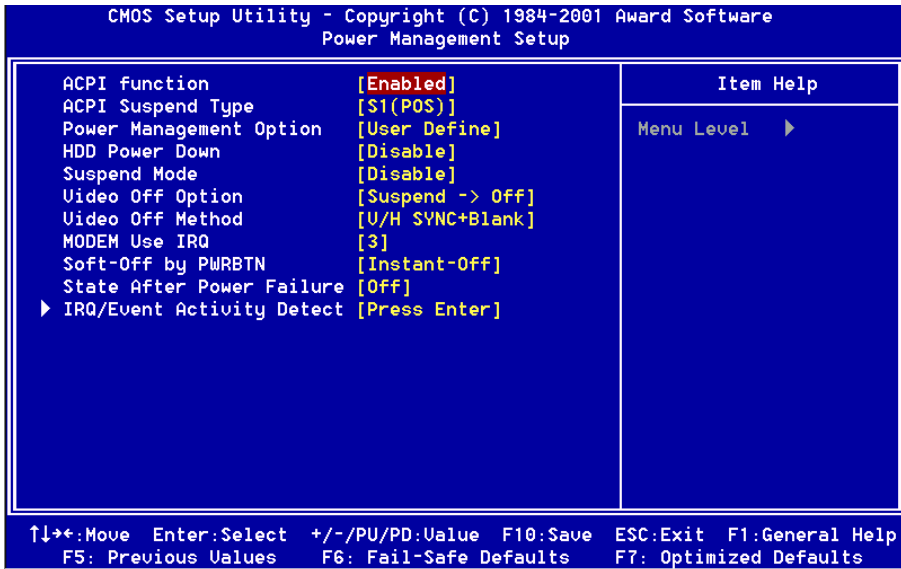 CMOS Setup Utility - Copyright (C) 1984-2001 Award Software
Power Management Setup
ACPI function [Enabled]
ACPI Suspend Type [S1(POS)]
Power Management Option [User Define]
HDD Power Down [Disable]
Suspend Mode [Disable]
Video Off Option [Suspend -> Off]
Video Off Method [V/H SYNC+Blank]
MODEM Use IRQ [3]
Soft-Off by PWRBTN [Instant-Off]
State After Power Failure [Off]
▶ IRQ/Event Activity Detect [Press Enter]
Item Help
Menu Level ▶
↑↓→←:Move Enter:Select +/-/PU/PD:Value F10:Save ESC:Exit F1:General Help
F5: Previous Values F6: Fail-Safe Defaults F7: Optimized Defaults